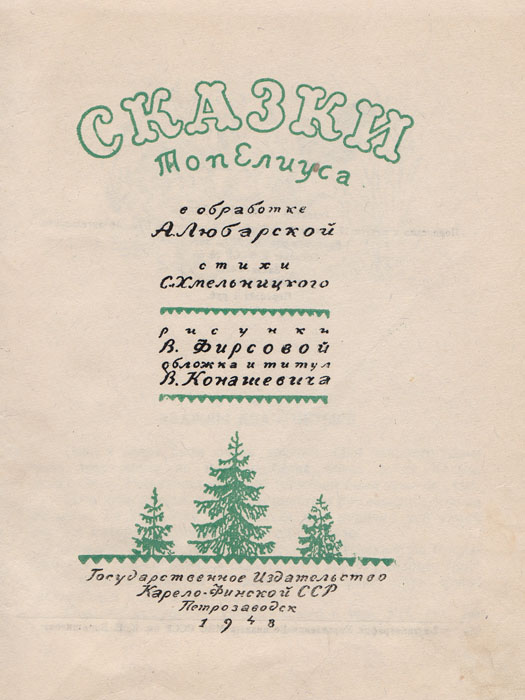 СКАЗКИ
Топелиуса
в обработке
А.Любарской
стихи
С.Хмельницкого
рисунки
В. Фирсовой
обложка и титул
В. Конашевича
Государственное Издательство
Карело-Финской ССР
Петрозаводск
1948